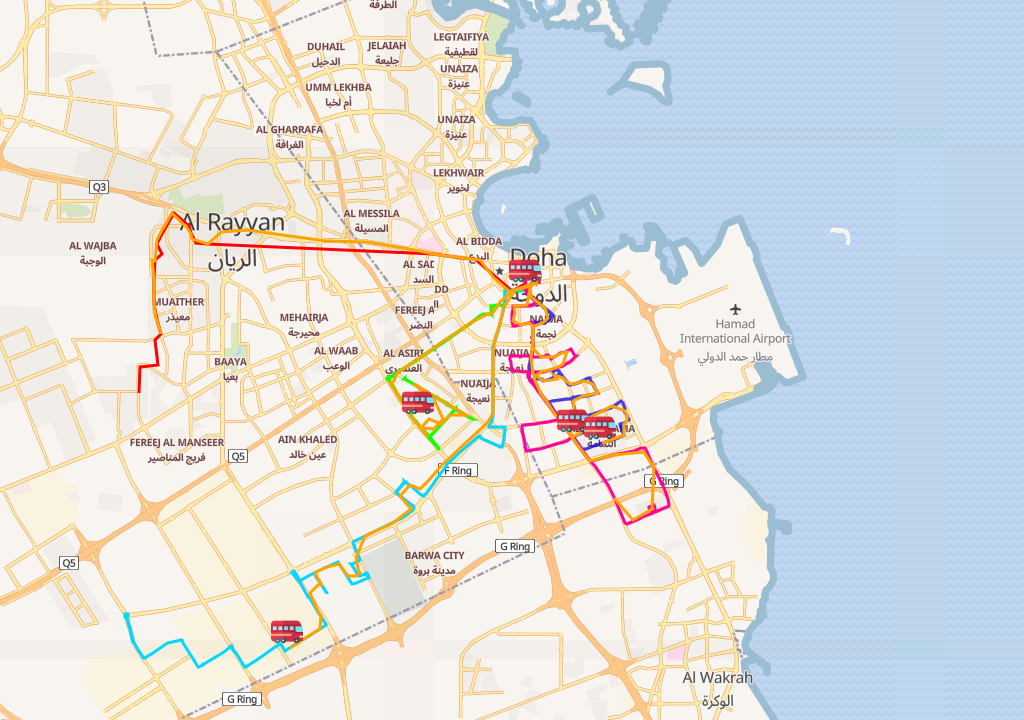 الطرفة
LEGTAIFIYA
لقطيفية
DUHAIL
الدحيل
JELAIAH
جليعة
UNAIZA
عنيزة
UMM LEKHBA
أم لخبا
UNAIZA
عنيزة
AL GHARRAFA
الغرافة
LEKHWAIR
لخوير
Q3
AL MESSILA
المسيلة
Al Rayyan
الريان
AL WAJBA
الوجبة
AL BIDDA
البدع
Doha
الدوحة
AL SAD
السد
DD
MUAITHER
معيذر
MEHAIRJA
محيرجة
FEREEJ A
النصر
NAJMA
نجمة
Hamad
International Airport
مطار حمد الدولي
BAAYA
بعيا
AL WAAB
الوعب
AL ASIRI
العسيري
NUAIJA
نعيجة
NUAIJA
نعيجة
AMA
الثمامة
FEREEJ AL MANSEER
فريج المناصير
Q5
AIN KHALED
عين خالد
F Ring
G Ring
G Ring
BARWA CITY
مدينة بروة
Q5
G Ring
Al Wakrah
الوكرة